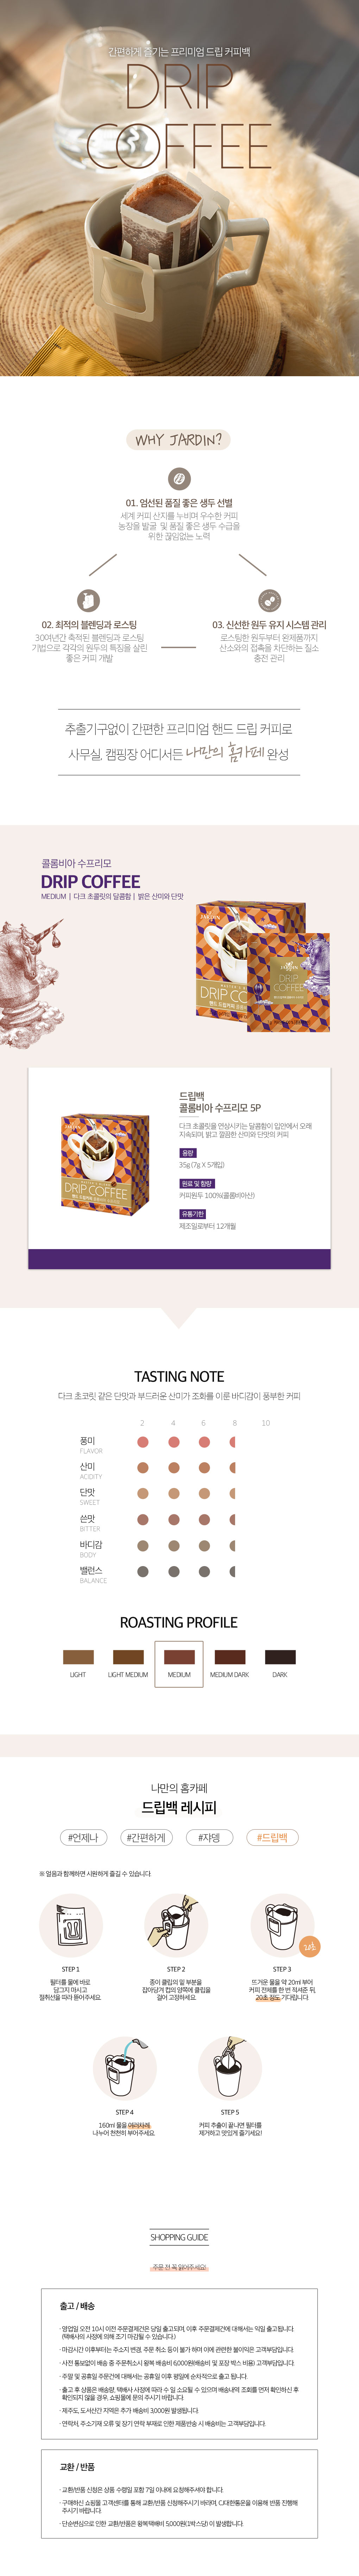 간편하게 즐기는 프리미엄 드립 커피백
DRIP
COFFEE
WHY JARDIN?
01. 엄선된 품질 좋은 생두 선별
세계 커피 산지를 누비며 우수한 커피
농장을 발굴 및 품질 좋은 생두 수급을
위한 끊임없는 노력
02. 최적의 블렌딩과 로스팅
30여년간 축적된 블렌딩과 로스팅
기법으로 각각의 원두의 특징을 살린
좋은 커피 개발
03. 신선한 원두 유지 시스템 관리
로스팅한 원두부터 완제품까지
산소와의 접촉을 차단하는 질소
충전 관리
추출기구없이 간편한 프리미엄 핸드 드립 커피로
사무실, 캠핑장 어디서든 나만의 홈카페 완성
콜롬비아 수프리모
DRIP COFFEE
MEDIUM | 다크 초콜릿의 달콤함 | 밝은 산미와 단맛
JARDIN
DRIP
COFFEE
드립백
콜롬비아 수프리모 5P
다크 초콜릿을 연상시키는 달콤함이 입안에서 오래
지속되며, 밝고 깔끔한 산미와 단맛의 커피
용량
35g (7g X 5개입)
원료 및 함량
커피원두 100%(콜롬비아산)
유통기한
제조일로부터 12개월
DRIP COFFEE
TASTING NOTE
다크 초코릿 같은 단맛과 부드러운 산미가 조화를 이룬 바디감이 풍부한 커피
2 4 6 8 10
풍미
FLAVOR
산미
ACIDITY
단맛
SWEET
쓴맛
BITTER
바디감
BODY
밸런스
BALANCE
ROASTING PROFILE
LIGHT LIGHT MEDIUM MEDIUM MEDIUM DARK DARK
나만의 홈카페
드립백 레시피
#언제나 #간편하게 #쟈뎅 #드립백
※ 얼음과 함께하면 시원하게 즐길 수 있습니다.
STEP 1
필터를 물에 바로
담그지 마시고
절취선을 따라 뜯어주세요.
STEP 2
종이 클립의 밑 부분을
잡아당겨 컵의 양쪽에 클립을
걸어 고정하세요.
20초
STEP 3
뜨거운 물을 약 20ml 부어
커피 전체를 한 번 적셔준 뒤,
20초 정도 기다립니다.
STEP 4
160ml 물을 여러차례
나누어 천천히 부어주세요.
STEP 5
커피 추출이 끝나면 필터를
제거하고 맛있게 즐기세요!
SHOPPING GUIDE
주문 전 꼭 읽어주세요!
출고 / 배송
· 영업일 오전 10시 이전 주문결제건은 당일 출고되며, 이후 주문결제건에 대해서는 익일 출고됩니다.
(택배사의 사정에 의해 조기 마감될 수 있습니다.)
· 마감시간 이후부터는 주소지 변경, 주문 취소 등이 불가 하며 이에 관련한 불이익은 고객부담입니다.
· 사전 통보없이 배송 중 주문취소시 왕복 배송비 6,000원(배송비 및 포장 박스 비용) 고객부담입니다.
· 주말 및 공휴일 주문건에 대해서는 공휴일 이후 평일에 순차적으로 출고 됩니다.
· 출고 후 상품은 배송량, 택배사 사정에 따라 수 일 소요될 수 있으며 배송내역 조회를 먼저 확인하신 후
확인되지 않을 경우, 쇼핑몰에 문의 주시기 바랍니다.
· 제주도, 도서산간 지역은 추가 배송비 3,000원 발생됩니다.
· 연락처, 주소기재 오류 및 장기 연락 부재로 인한 제품반송 시 배송비는 고객부담입니다.
교환 / 반품
· 교환/반품 신청은 상품 수령일 포함 7일 이내에 요청해주셔야 합니다.
· 구매하신 쇼핑몰 고객센터를 통해 교환/반품 신청해주시기 바라며, CJ대한통운을 이용해 반품 진행해
주시기 바랍니다.
· 단순변심으로 인한 교환/반품은 왕복 택배비 5,000원(1박스당) 이 발생합니다.